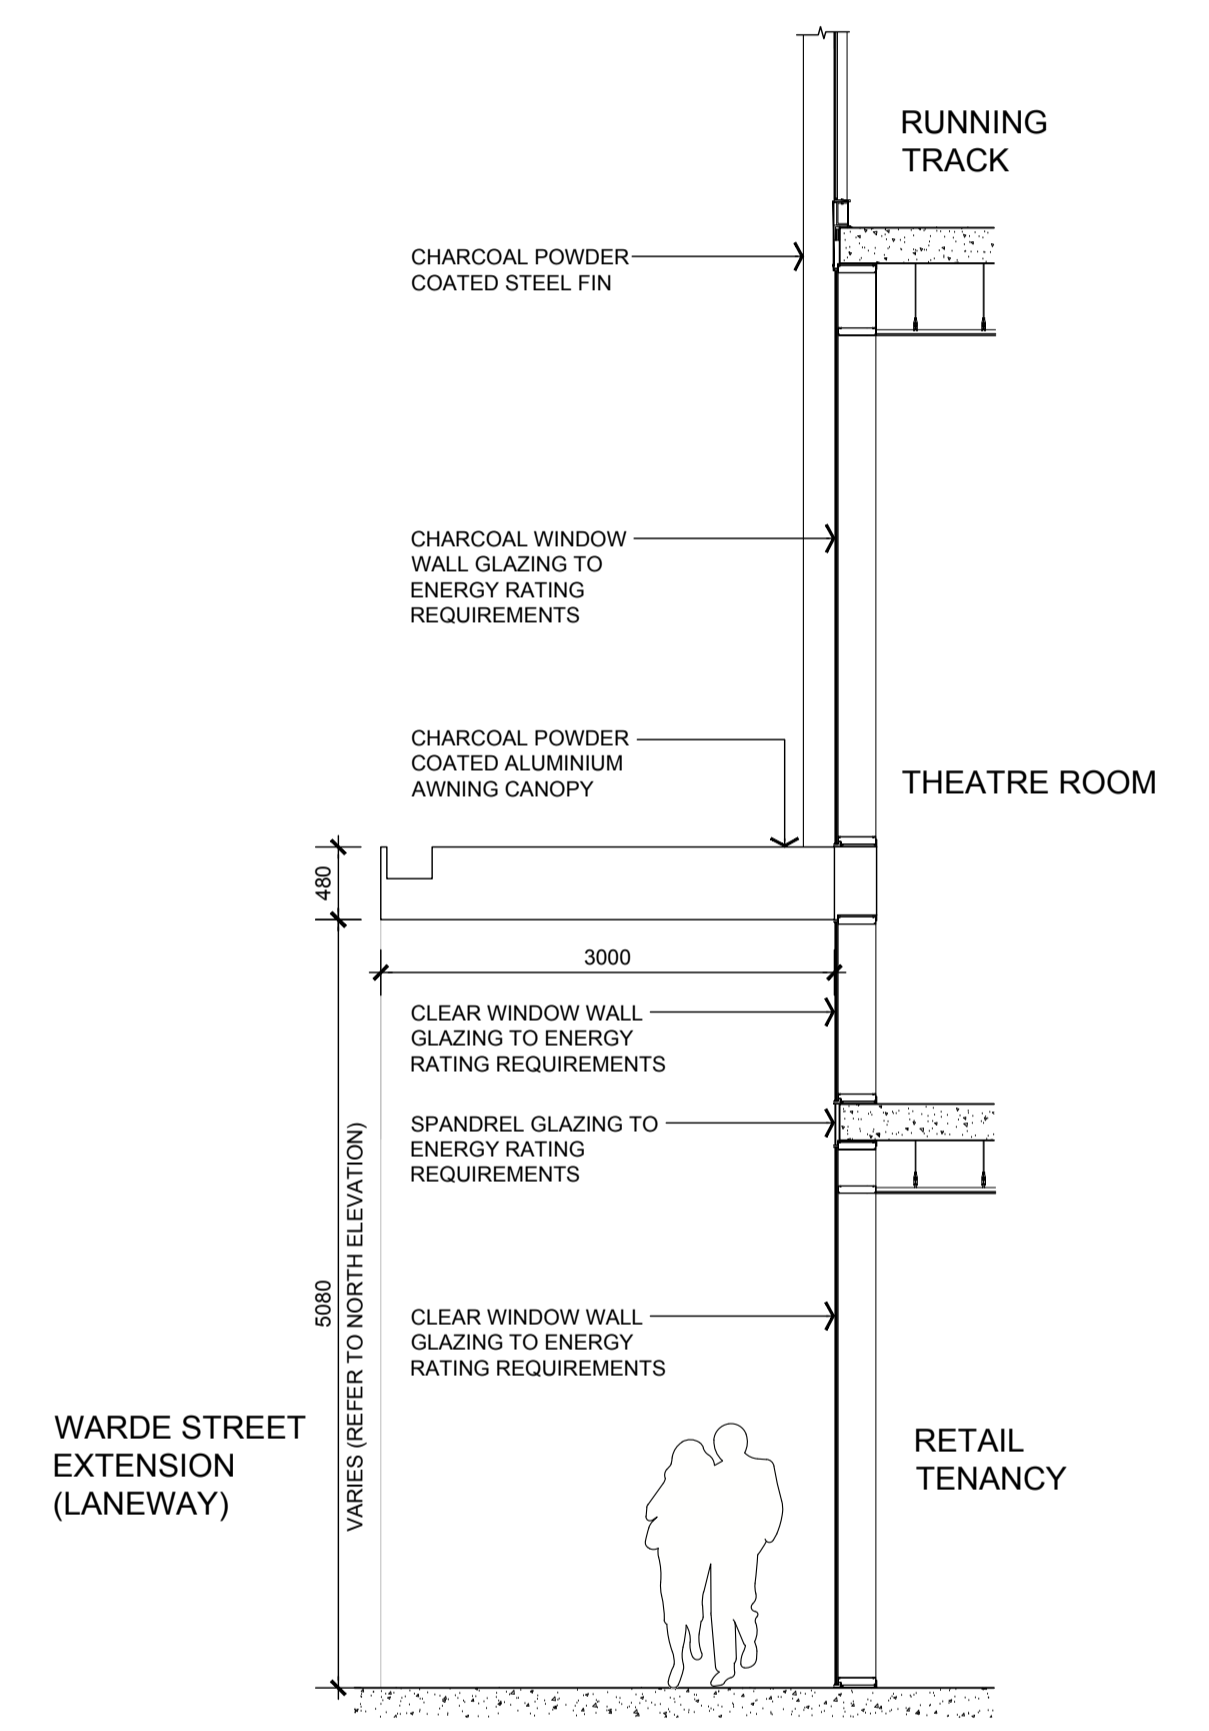 RUNNING
TRACK
CHARCOAL POWDER
COATED STEEL FIN
CHARCOAL WINDOW
WALL GLAZING TO
ENERGY RATING
REQUIREMENTS
CHARCOAL POWDER
COATED ALUMINIUM
AWNING CANOPY
THEATRE ROOM
480
3000
CLEAR WINDOW WALL
GLAZING TO ENERGY
RATING REQUIREMENTS
SPANDREL GLAZING TO
ENERGY RATING
REQUIREMENTS
5080
VARIES (REFER TO NORTH ELEVATION)
CLEAR WINDOW WALL
GLAZING TO ENERGY
RATING REQUIREMENTS
WARDE STREET
EXTENSION
(LANEWAY)
RETAIL
TENANCY